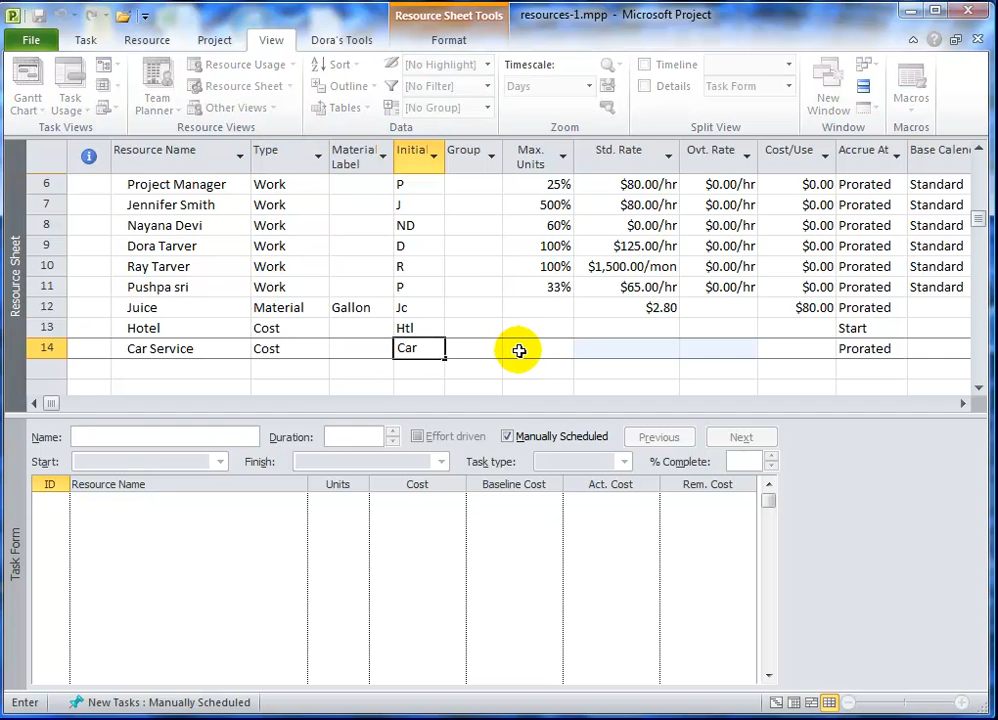 Resource Sheet Tools
resources-1.mpp - Microsoft Project
File Task Resource Project View Dora's Tools Format
Gantt Chart
Task Usage
Task Views
Team Planner
Resource Usage
Resource Sheet
Other Views
Resource Views
Sort
Outline
Tables
[No Highlight]
[No Filter]
[No Group]
Data
Timescale:
Days
Zoom
Timeline
Details
Task Form
Split View
New Window
Window
Macros
Macros
Resource Name Type Material Label Initial Group Max. Units Std. Rate Ovt. Rate Cost/Use Accrue At Base Calen
6 Project Manager Work P 25% $80.00/hr $0.00/hr $0.00 Prorated Standard
7 Jennifer Smith Work J 500% $80.00/hr $0.00/hr $0.00 Prorated Standard
8 Nayana Devi Work ND 60% $0.00/hr $0.00/hr $0.00 Prorated Standard
9 Dora Tarver Work D 100% $125.00/hr $0.00/hr $0.00 Prorated Standard
10 Ray Tarver Work R 100% $1,500.00/mon $0.00/hr $0.00 Prorated Standard
11 Pushpa sri Work P 33% $65.00/hr $0.00/hr $0.00 Prorated Standard
12 Juice Material Gallon Jc $2.80 $80.00 Prorated
13 Hotel Cost Htl Start
14 Car Service Cost Car Prorated
Resource Sheet
Name: Duration: Effort driven Manually Scheduled Previous Next
Start: Finish: Task type: % Complete:
ID Resource Name Units Cost Baseline Cost Act. Cost Rem. Cost
Task Form
Enter New Tasks : Manually Scheduled